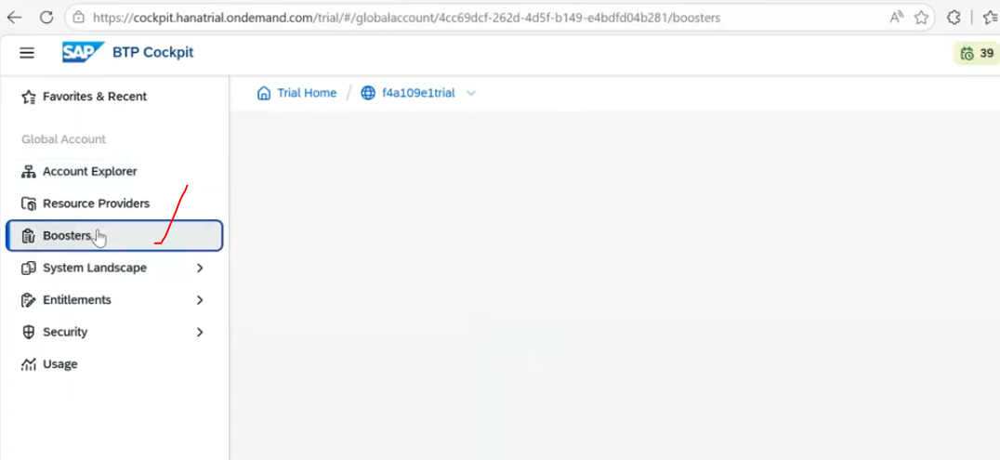 https://cockpit.hanatrial.ondemand.com/trial/#/globalaccount/4cc69dcf-262d-4d5f-b149-e4bdfd04b281/boosters
SAP BTP Cockpit
39
Favorites & Recent
Trial Home / f4a109e1trial
Global Account
Account Explorer
Resource Providers
Boosters
System Landscape
Entitlements
Security
Usage